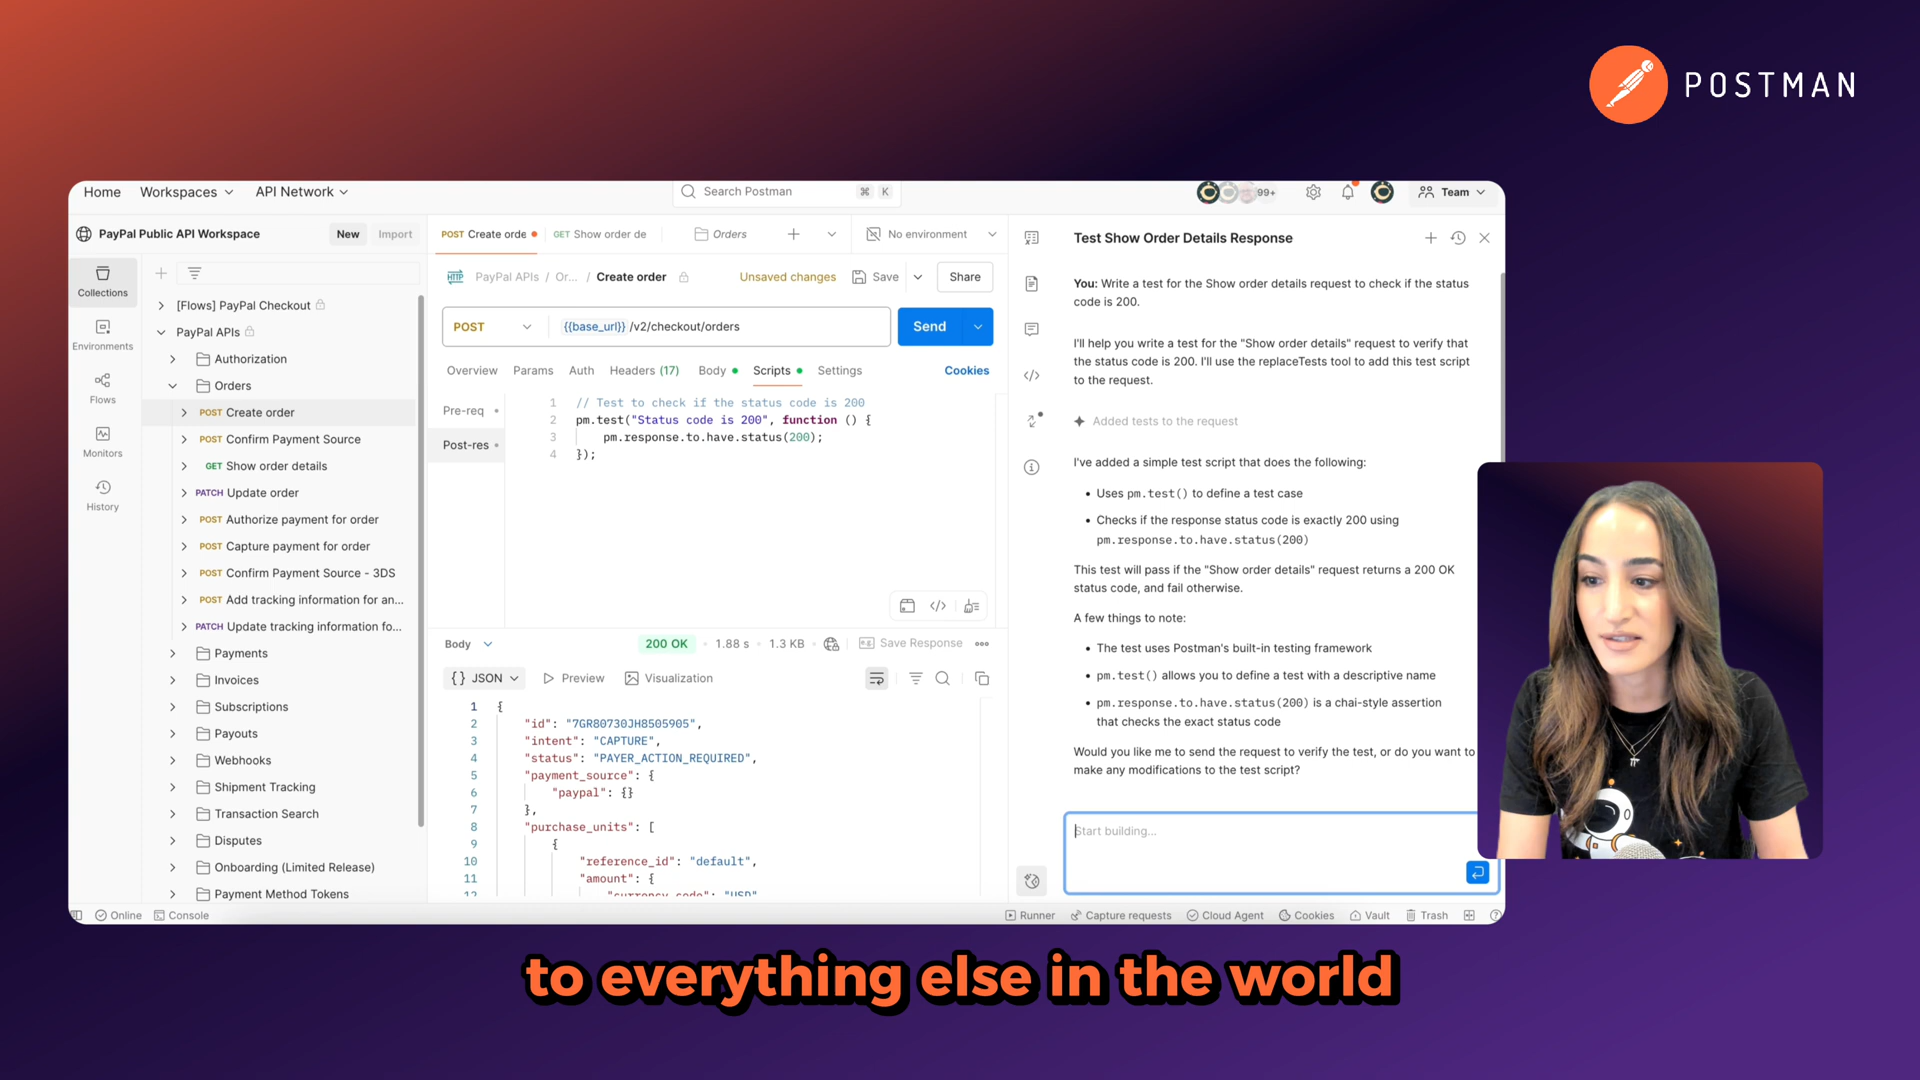 POSTMAN
Home Workspaces API Network Search Postman ⌘ K 99+ Team
PayPal Public API Workspace New Import
POST Create orde GET Show order de Orders No environment
Test Show Order Details Response
Collections
Environments
Flows
Monitors
History
[Flows] PayPal Checkout
PayPal APIs
Authorization
Orders
POST Create order
POST Confirm Payment Source
GET Show order details
PATCH Update order
POST Authorize payment for order
POST Capture payment for order
POST Confirm Payment Source - 3DS
POST Add tracking information for an...
PATCH Update tracking information fo...
Payments
Invoices
Subscriptions
Payouts
Webhooks
Shipment Tracking
Transaction Search
Disputes
Onboarding (Limited Release)
Payment Method Tokens
HTTP PayPal APIs / Or... / Create order Unsaved changes Save Share
POST {{base_url}} /v2/checkout/orders Send
Overview Params Auth Headers (17) Body Scripts Settings Cookies
Pre-req
Post-res
1 // Test to check if the status code is 200
2 pm.test("Status code is 200", function () {
3 pm.response.to.have.status(200);
4 });
Body 200 OK 1.88 s 1.3 KB Save Response
{} JSON Preview Visualization
1 {
2 "id": "7GR80730JH8505905",
3 "intent": "CAPTURE",
4 "status": "PAYER_ACTION_REQUIRED",
5 "payment_source": {
6 "paypal": {}
7 },
8 "purchase_units": [
9 {
10 "reference_id": "default",
11 "amount": {
12 "currency_code": "USD"
You: Write a test for the Show order details request to check if the status
code is 200.
I'll help you write a test for the "Show order details" request to verify that
the status code is 200. I'll use the replaceTests tool to add this test script
to the request.
Added tests to the request
I've added a simple test script that does the following:
• Uses pm.test() to define a test case
• Checks if the response status code is exactly 200 using
pm.response.to.have.status(200)
This test will pass if the "Show order details" request returns a 200 OK
status code, and fail otherwise.
A few things to note:
• The test uses Postman's built-in testing framework
• pm.test() allows you to define a test with a descriptive name
• pm.response.to.have.status(200) is a chai-style assertion
that checks the exact status code
Would you like me to send the request to verify the test, or do you want to
make any modifications to the test script?
Start building...
Online Console Runner Capture requests Cloud Agent Cookies Vault Trash
to everything else in the world